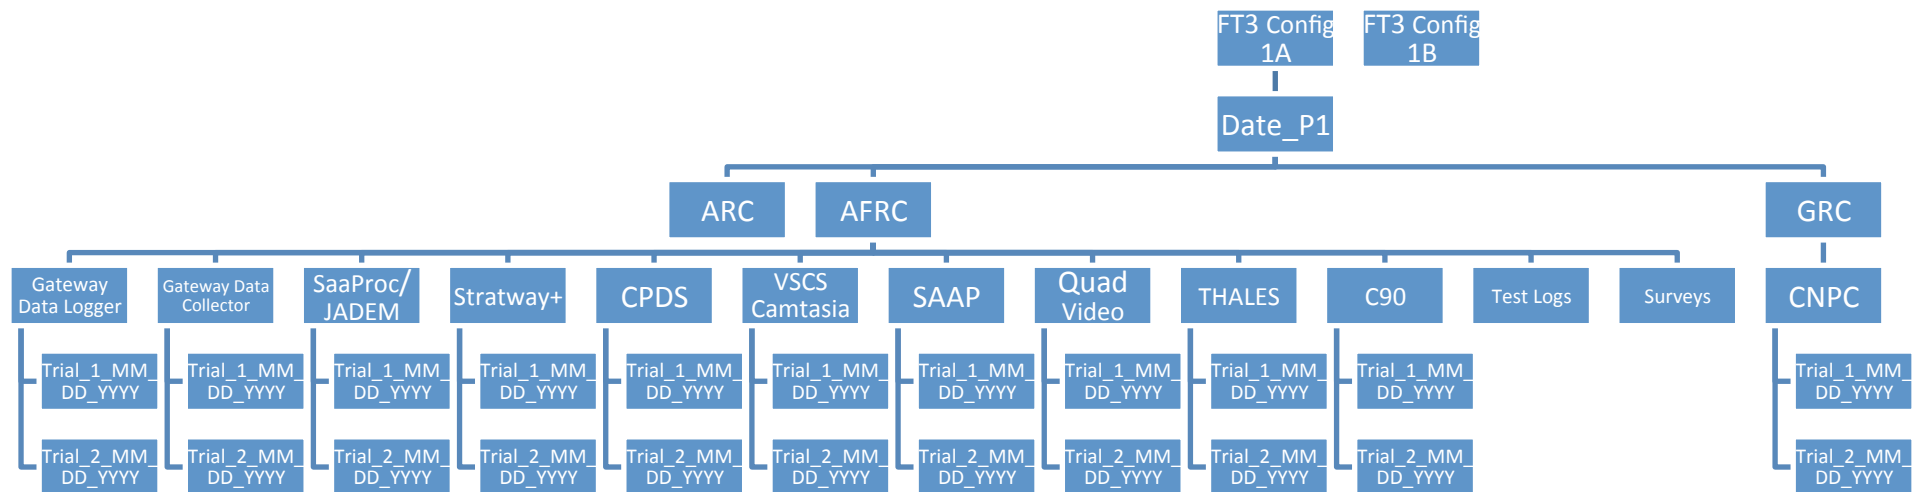 FT3 Config
1A
FT3 Config
1B
Date_P1
ARC
AFRC
GRC
Gateway
Data Logger
Gateway Data
Collector
SaaProc/
JADEM
Stratway+
CPDS
VSCS
Camtasia
SAAP
Quad
Video
THALES
C90
Test Logs
Surveys
CNPC
Trial_1_MM_
DD_YYYY
Trial_1_MM_
DD_YYYY
Trial_1_MM_
DD_YYYY
Trial_1_MM_
DD_YYYY
Trial_1_MM_
DD_YYYY
Trial_1_MM_
DD_YYYY
Trial_1_MM_
DD_YYYY
Trial_1_MM_
DD_YYYY
Trial_1_MM_
DD_YYYY
Trial_1_MM_
DD_YYYY
Trial_1_MM_
DD_YYYY
Trial_2_MM_
DD_YYYY
Trial_2_MM_
DD_YYYY
Trial_2_MM_
DD_YYYY
Trial_2_MM_
DD_YYYY
Trial_2_MM_
DD_YYYY
Trial_2_MM_
DD_YYYY
Trial_2_MM_
DD_YYYY
Trial_2_MM_
DD_YYYY
Trial_2_MM_
DD_YYYY
Trial_2_MM_
DD_YYYY
Trial_2_MM_
DD_YYYY